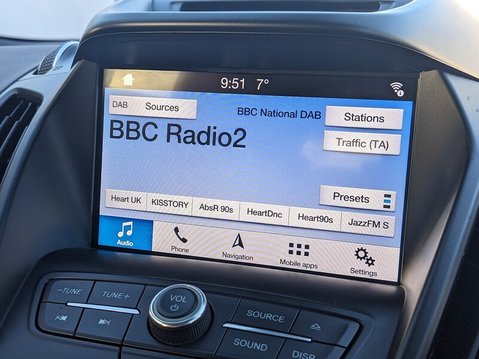 9:51 7°
DAB Sources
BBC National DAB
Stations
BBC Radio2
Traffic (TA)
Presets
Heart UK KISSTORY AbsR 90s HeartDnc Heart90s JazzFM S
Audio Phone Navigation Mobile apps Settings
−TUNE TUNE+ VOL SOURCE
SOUND DISP